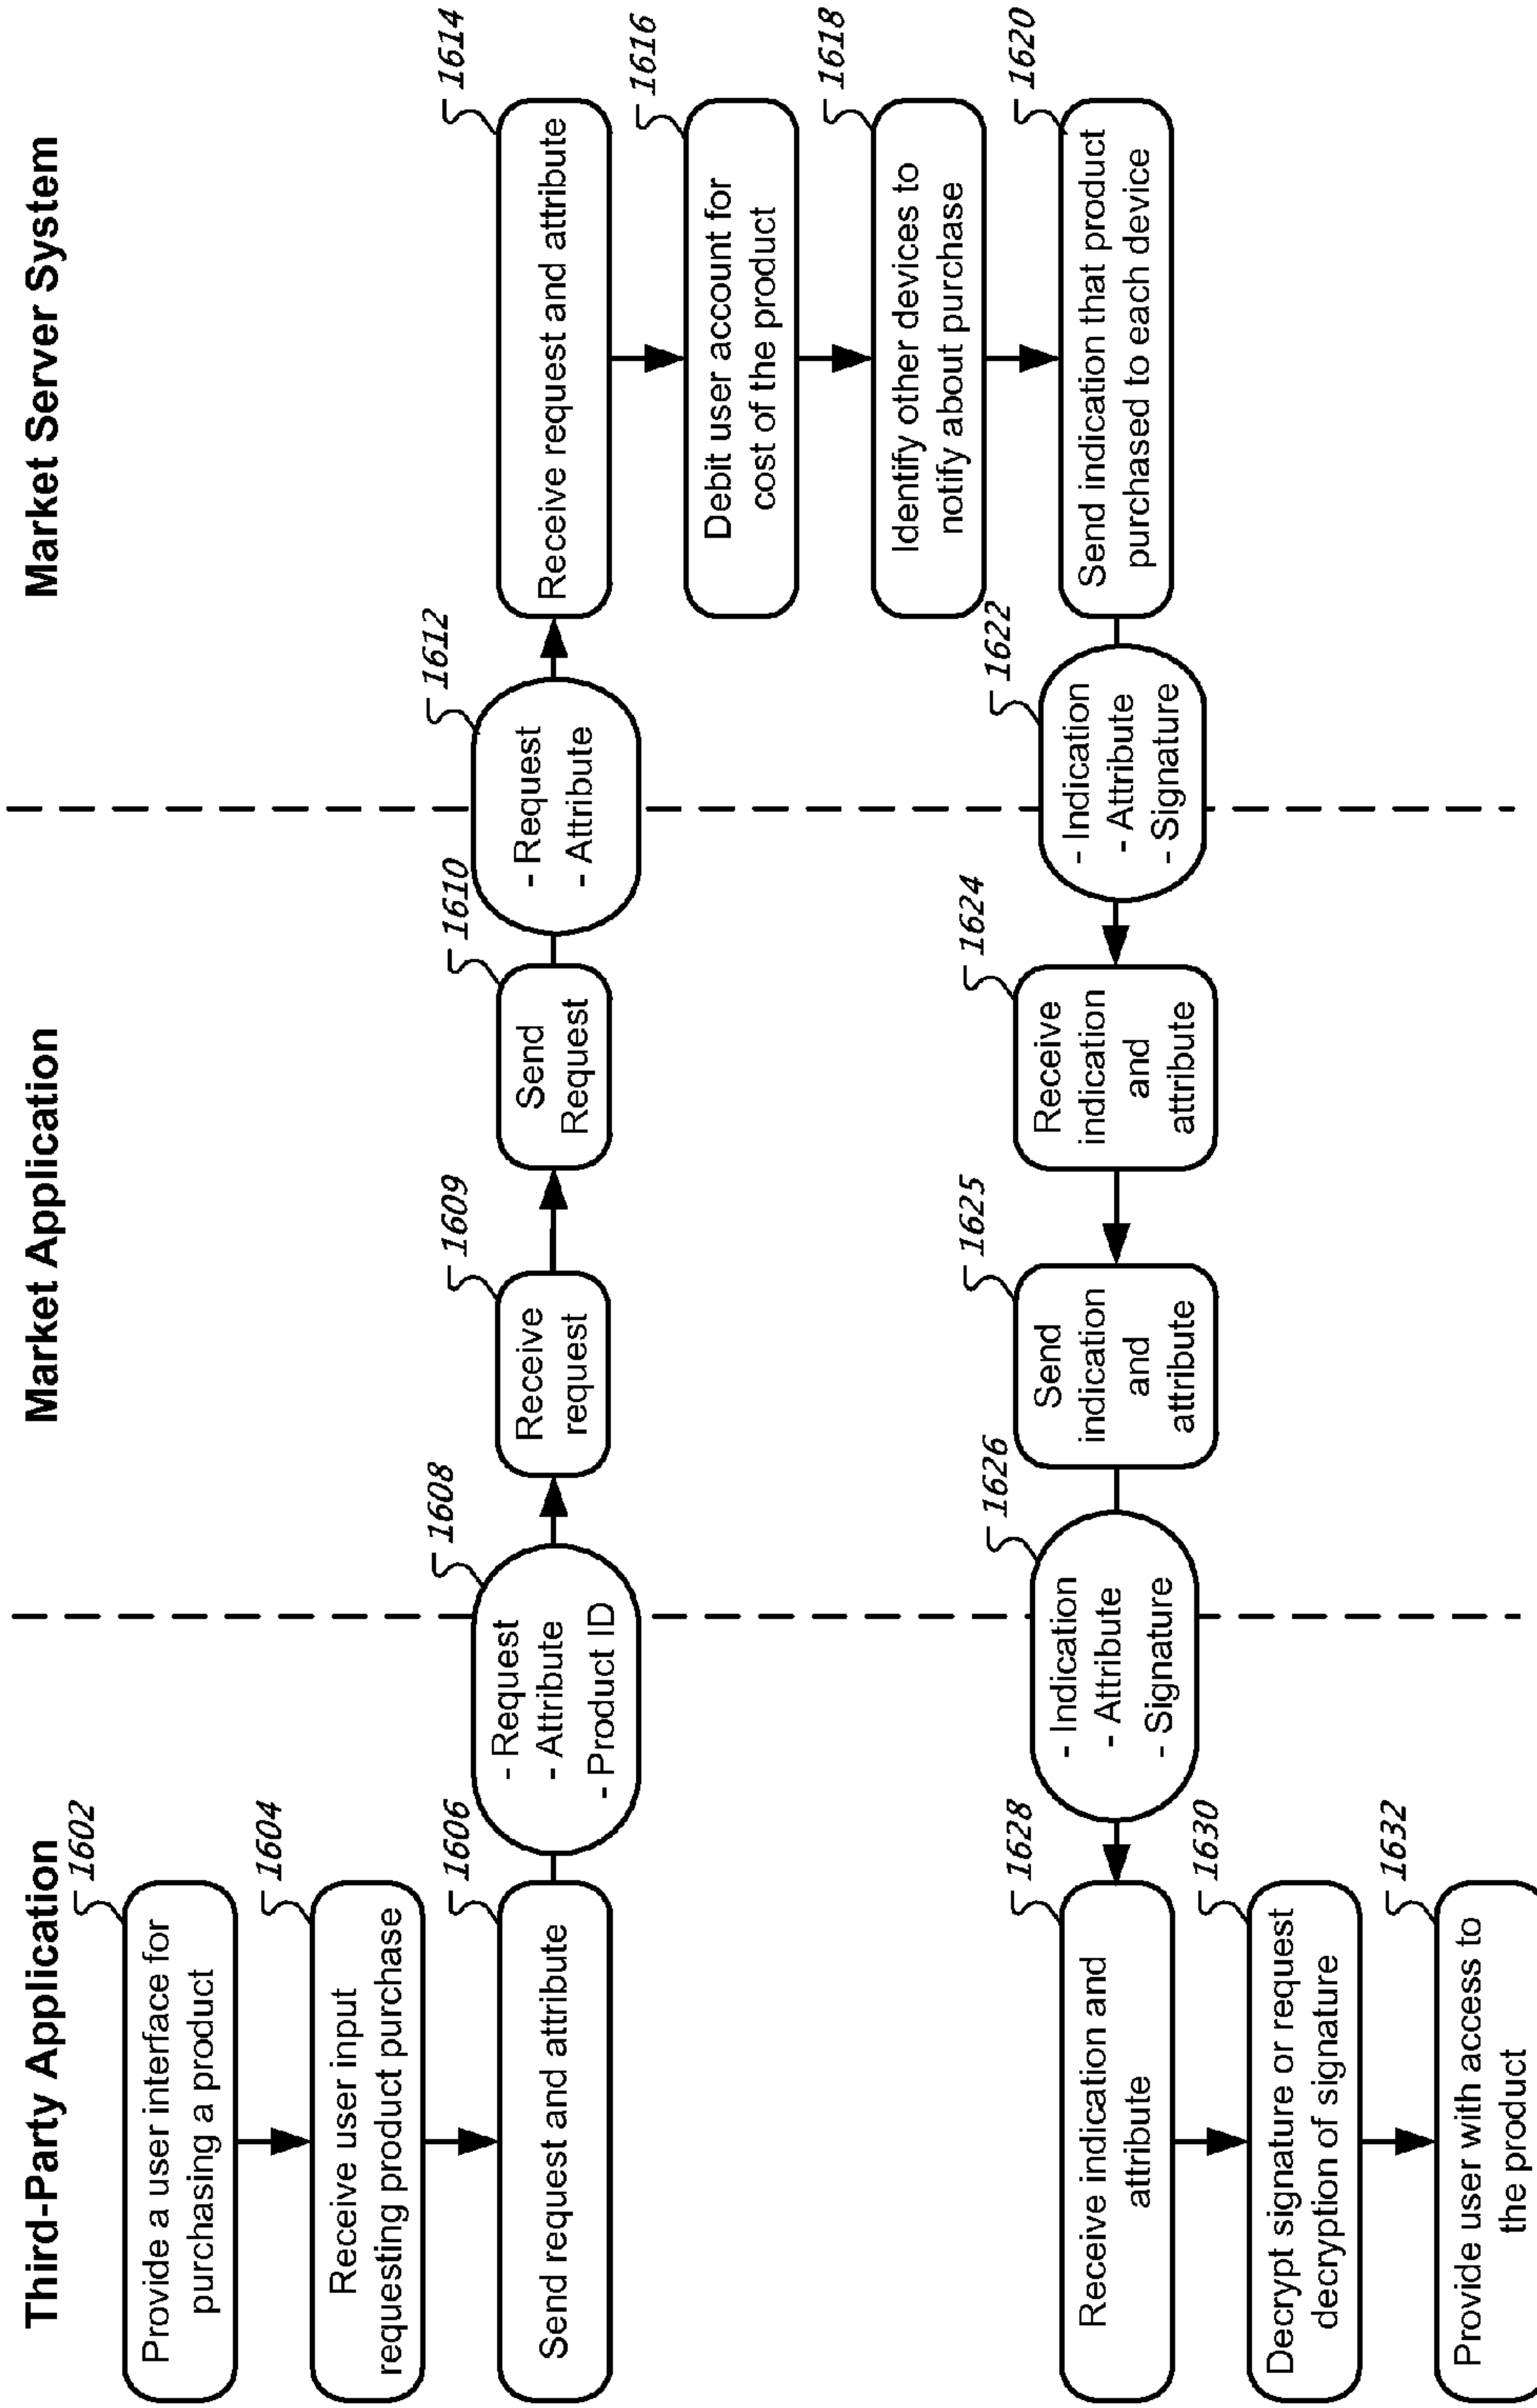 Third-Party Application
Market Application
Market Server System
1602
Provide a user interface for
purchasing a product
1604
Receive user input
requesting product purchase
1606
Send request and attribute
1608
- Request
- Attribute
- Product ID
1609
Receive
request
1610
Send
Request
1612
- Request
- Attribute
1614
Receive request and attribute
1616
Debit user account for
cost of the product
1618
Identify other devices to
notify about purchase
1620
Send indication that product
purchased to each device
1622
- Indication
- Attribute
- Signature
1624
Receive
indication
and
attribute
1625
Send
indication
and
attribute
1626
- Indication
- Attribute
- Signature
1628
Receive indication and
attribute
1630
Decrypt signature or request
decryption of signature
1632
Provide user with access to
the product